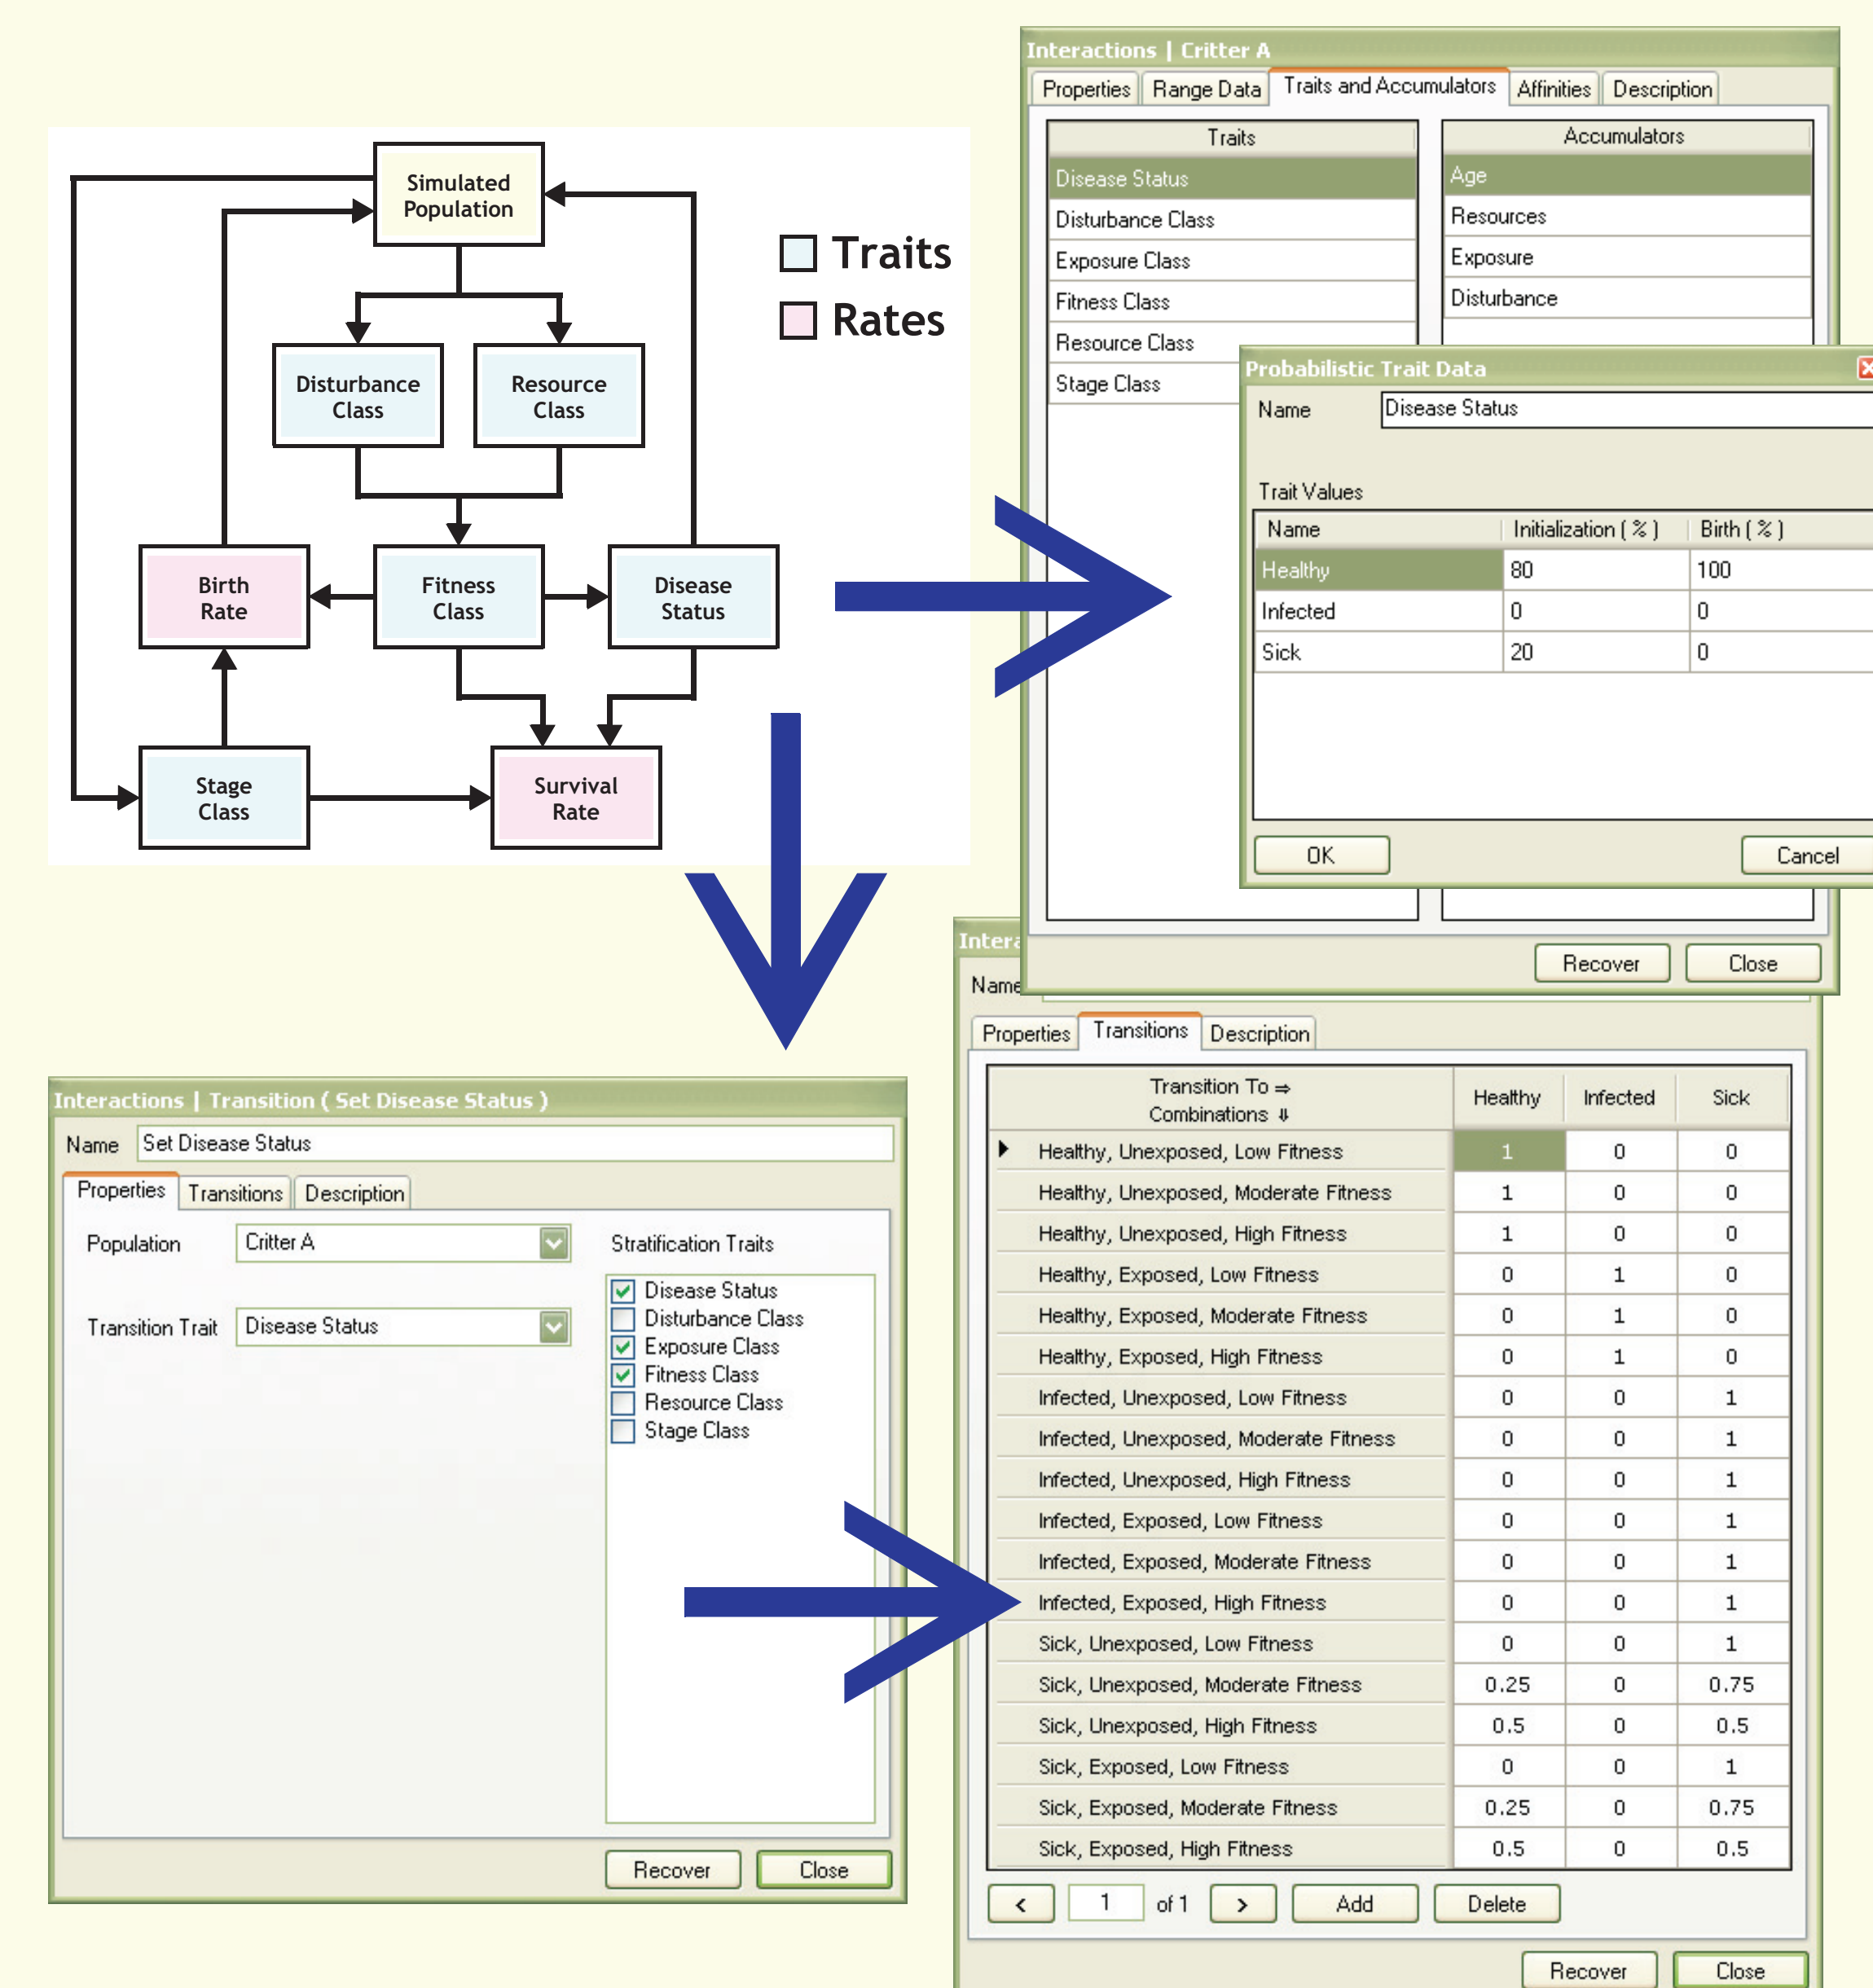 Simulated
Population
Traits
Rates
Disturbance
Class
Resource
Class
Birth
Rate
Fitness
Class
Disease
Status
Stage
Class
Survival
Rate
Interactions | Critter A
Properties Range Data Traits and Accumulators Affinities Description
Traits
Disease Status
Disturbance Class
Exposure Class
Fitness Class
Resource Class
Stage Class
Accumulators
Age
Resources
Exposure
Disturbance
Probabilistic Trait Data
Name Disease Status
Trait Values
Name Initialization ( % ) Birth ( % )
Healthy 80 100
Infected 0 0
Sick 20 0
OK Cancel
Recover Close
Interactions | Transition ( Set Disease Status )
Name Set Disease Status
Properties Transitions Description
Population Critter A
Transition Trait Disease Status
Stratification Traits
Disease Status
Disturbance Class
Exposure Class
Fitness Class
Resource Class
Stage Class
Recover Close
Name
Properties Transitions Description
Transition To ⇒
Combinations ⇓
Healthy Infected Sick
Healthy, Unexposed, Low Fitness 1 0 0
Healthy, Unexposed, Moderate Fitness 1 0 0
Healthy, Unexposed, High Fitness 1 0 0
Healthy, Exposed, Low Fitness 0 1 0
Healthy, Exposed, Moderate Fitness 0 1 0
Healthy, Exposed, High Fitness 0 1 0
Infected, Unexposed, Low Fitness 0 0 1
Infected, Unexposed, Moderate Fitness 0 0 1
Infected, Unexposed, High Fitness 0 0 1
Infected, Exposed, Low Fitness 0 0 1
Infected, Exposed, Moderate Fitness 0 0 1
Infected, Exposed, High Fitness 0 0 1
Sick, Unexposed, Low Fitness 0 0 1
Sick, Unexposed, Moderate Fitness 0.25 0 0.75
Sick, Unexposed, High Fitness 0.5 0 0.5
Sick, Exposed, Low Fitness 0 0 1
Sick, Exposed, Moderate Fitness 0.25 0 0.75
Sick, Exposed, High Fitness 0.5 0 0.5
< 1 of 1 > Add Delete
Recover Close